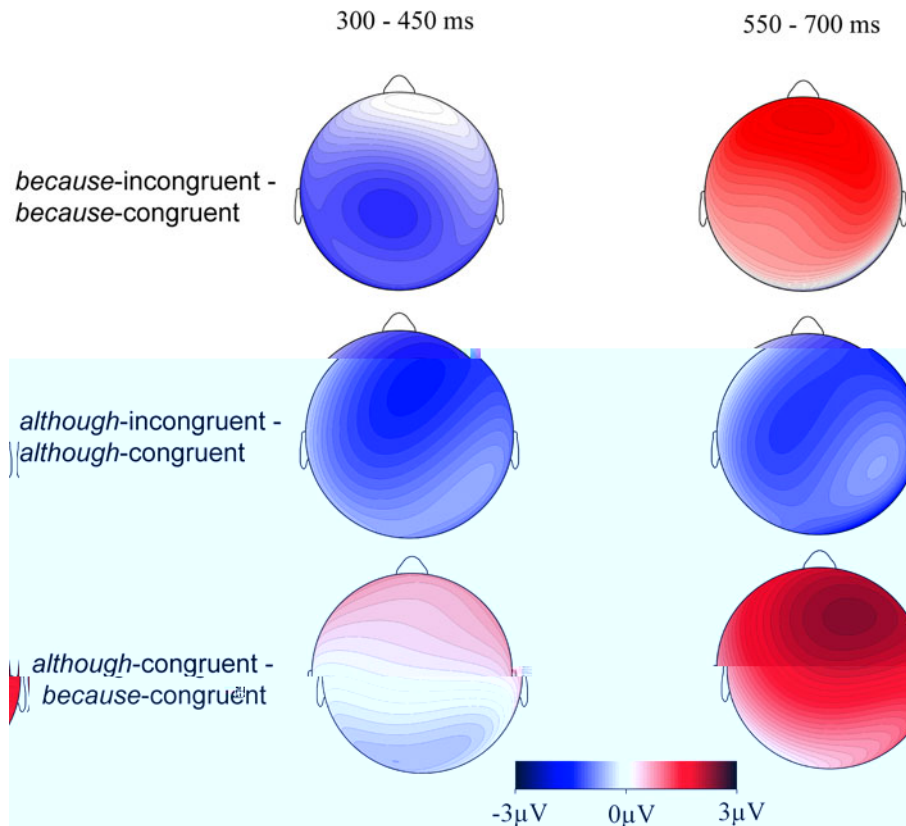 300 - 450 ms
550 - 700 ms
because-incongruent -
because-congruent
although-incongruent -
although-congruent
although-congruent -
because-congruent
-3µV
0µV
3µV